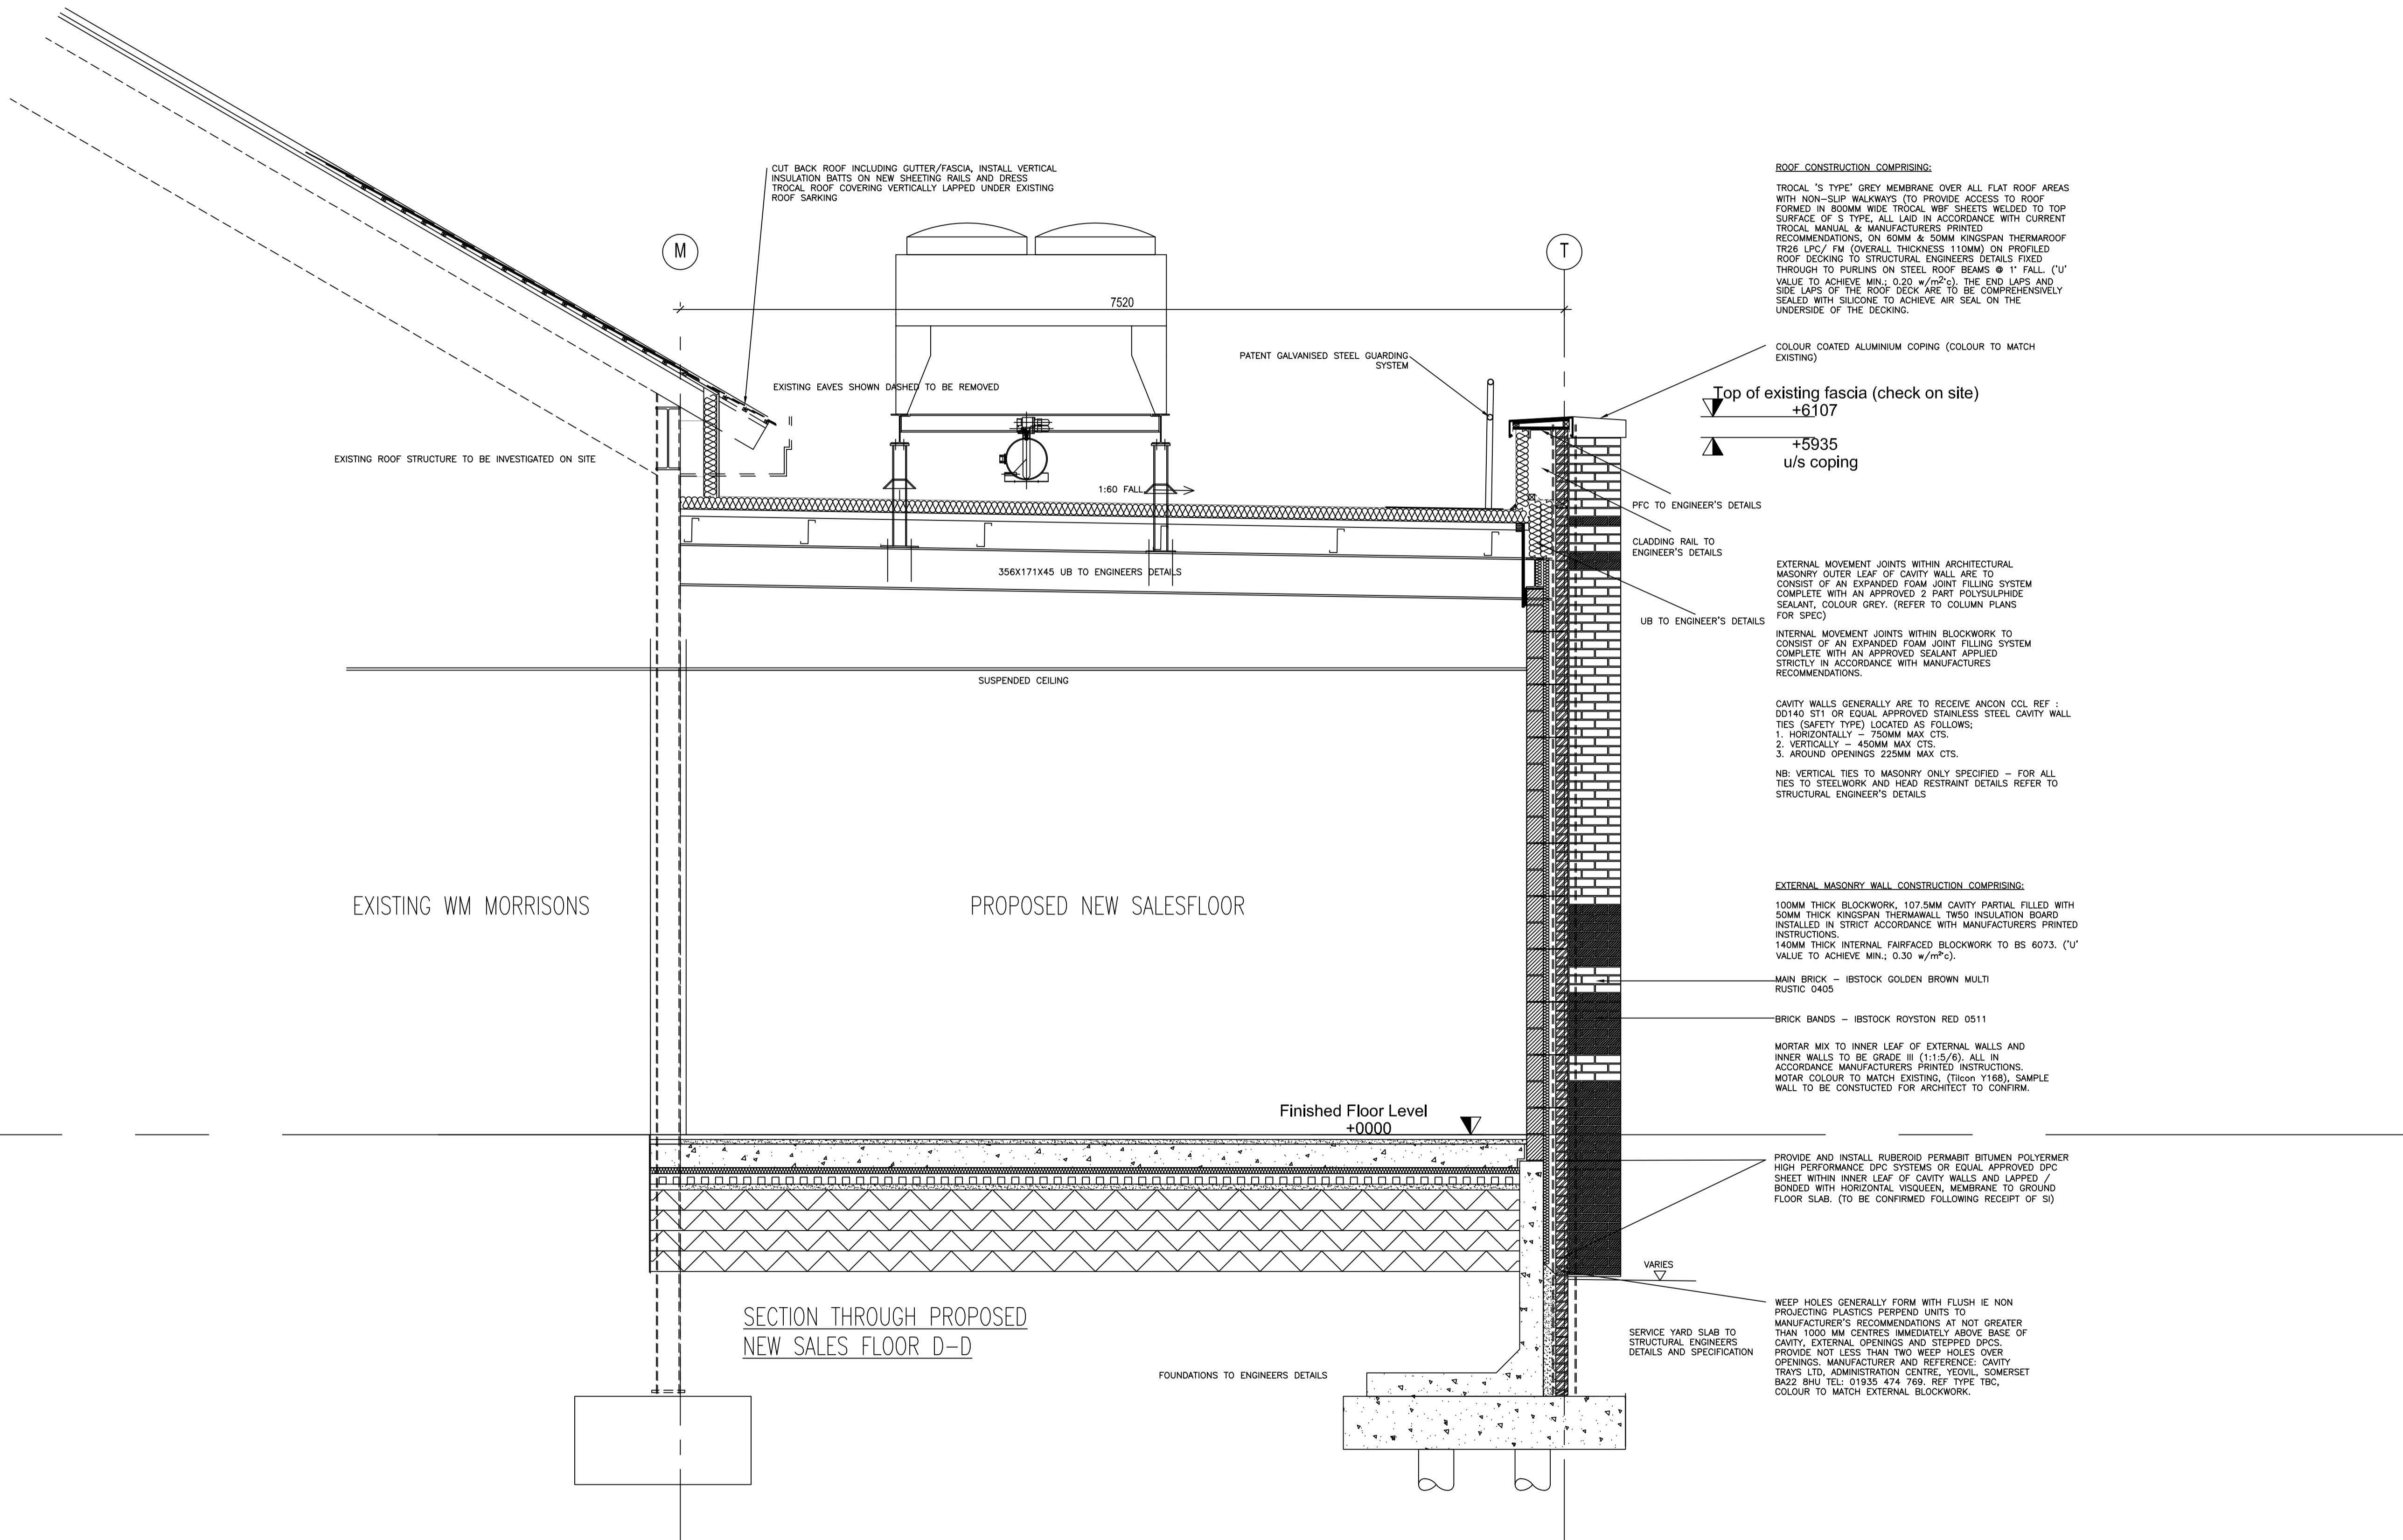 CUT BACK ROOF INCLUDING GUTTER/FASCIA, INSTALL VERTICAL
INSULATION BATTS ON NEW SHEETING RAILS AND DRESS
TROCAL ROOF COVERING VERTICALLY LAPPED UNDER EXISTING
ROOF SARKING
M
T
7520
EXISTING EAVES SHOWN DASHED TO BE REMOVED
PATENT GALVANISED STEEL GUARDING
SYSTEM
EXISTING ROOF STRUCTURE TO BE INVESTIGATED ON SITE
1:60 FALL
356X171X45 UB TO ENGINEERS DETAILS
SUSPENDED CEILING
EXISTING WM MORRISONS
PROPOSED NEW SALESFLOOR
Finished Floor Level
+0000
SECTION THROUGH PROPOSED
NEW SALES FLOOR D-D
FOUNDATIONS TO ENGINEERS DETAILS
ROOF CONSTRUCTION COMPRISING:
TROCAL 'S TYPE' GREY MEMBRANE OVER ALL FLAT ROOF AREAS
WITH NON-SLIP WALKWAYS (TO PROVIDE ACCESS TO ROOF
FORMED IN 800MM WIDE TROCAL WBF SHEETS WELDED TO TOP
SURFACE OF S TYPE, ALL LAID IN ACCORDANCE WITH CURRENT
TROCAL MANUAL & MANUFACTURERS PRINTED
RECOMMENDATIONS, ON 60MM & 50MM KINGSPAN THERMAROOF
TR26 LPC/ FM (OVERALL THICKNESS 110MM) ON PROFILED
ROOF DECKING TO STRUCTURAL ENGINEERS DETAILS FIXED
THROUGH TO PURLINS ON STEEL ROOF BEAMS @ 1° FALL. ('U'
VALUE TO ACHIEVE MIN.; 0.20 w/m²°c). THE END LAPS AND
SIDE LAPS OF THE ROOF DECK ARE TO BE COMPREHENSIVELY
SEALED WITH SILICONE TO ACHIEVE AIR SEAL ON THE
UNDERSIDE OF THE DECKING.
COLOUR COATED ALUMINIUM COPING (COLOUR TO MATCH
EXISTING)
Top of existing fascia (check on site)
+6107
+5935
u/s coping
PFC TO ENGINEER'S DETAILS
CLADDING RAIL TO
ENGINEER'S DETAILS
UB TO ENGINEER'S DETAILS
EXTERNAL MOVEMENT JOINTS WITHIN ARCHITECTURAL
MASONRY OUTER LEAF OF CAVITY WALL ARE TO
CONSIST OF AN EXPANDED FOAM JOINT FILLING SYSTEM
COMPLETE WITH AN APPROVED 2 PART POLYSULPHIDE
SEALANT, COLOUR GREY. (REFER TO COLUMN PLANS
FOR SPEC)
INTERNAL MOVEMENT JOINTS WITHIN BLOCKWORK TO
CONSIST OF AN EXPANDED FOAM JOINT FILLING SYSTEM
COMPLETE WITH AN APPROVED SEALANT APPLIED
STRICTLY IN ACCORDANCE WITH MANUFACTURES
RECOMMENDATIONS.
CAVITY WALLS GENERALLY ARE TO RECEIVE ANCON CCL REF :
DD140 ST1 OR EQUAL APPROVED STAINLESS STEEL CAVITY WALL
TIES (SAFETY TYPE) LOCATED AS FOLLOWS;
1. HORIZONTALLY - 750MM MAX CTS.
2. VERTICALLY - 450MM MAX CTS.
3. AROUND OPENINGS 225MM MAX CTS.
NB: VERTICAL TIES TO MASONRY ONLY SPECIFIED - FOR ALL
TIES TO STEELWORK AND HEAD RESTRAINT DETAILS REFER TO
STRUCTURAL ENGINEER'S DETAILS
EXTERNAL MASONRY WALL CONSTRUCTION COMPRISING:
100MM THICK BLOCKWORK, 107.5MM CAVITY PARTIAL FILLED WITH
50MM THICK KINGSPAN THERMAWALL TW50 INSULATION BOARD
INSTALLED IN STRICT ACCORDANCE WITH MANUFACTURERS PRINTED
INSTRUCTIONS.
140MM THICK INTERNAL FAIRFACED BLOCKWORK TO BS 6073. ('U'
VALUE TO ACHIEVE MIN.; 0.30 w/m²°c).
MAIN BRICK - IBSTOCK GOLDEN BROWN MULTI
RUSTIC 0405
BRICK BANDS - IBSTOCK ROYSTON RED 0511
MORTAR MIX TO INNER LEAF OF EXTERNAL WALLS AND
INNER WALLS TO BE GRADE III (1:1:5/6). ALL IN
ACCORDANCE MANUFACTURERS PRINTED INSTRUCTIONS.
MOTAR COLOUR TO MATCH EXISTING, (Tilcon Y168), SAMPLE
WALL TO BE CONSTUCTED FOR ARCHITECT TO CONFIRM.
PROVIDE AND INSTALL RUBEROID PERMABIT BITUMEN POLYERMER
HIGH PERFORMANCE DPC SYSTEMS OR EQUAL APPROVED DPC
SHEET WITHIN INNER LEAF OF CAVITY WALLS AND LAPPED /
BONDED WITH HORIZONTAL VISQUEEN, MEMBRANE TO GROUND
FLOOR SLAB. (TO BE CONFIRMED FOLLOWING RECEIPT OF SI)
VARIES
SERVICE YARD SLAB TO
STRUCTURAL ENGINEERS
DETAILS AND SPECIFICATION
WEEP HOLES GENERALLY FORM WITH FLUSH IE NON
PROJECTING PLASTICS PERPEND UNITS TO
MANUFACTURER'S RECOMMENDATIONS AT NOT GREATER
THAN 1000 MM CENTRES IMMEDIATELY ABOVE BASE OF
CAVITY, EXTERNAL OPENINGS AND STEPPED DPCS.
PROVIDE NOT LESS THAN TWO WEEP HOLES OVER
OPENINGS. MANUFACTURER AND REFERENCE: CAVITY
TRAYS LTD, ADMINISTRATION CENTRE, YEOVIL, SOMERSET
BA22 8HU TEL: 01935 474 769. REF TYPE TBC,
COLOUR TO MATCH EXTERNAL BLOCKWORK.